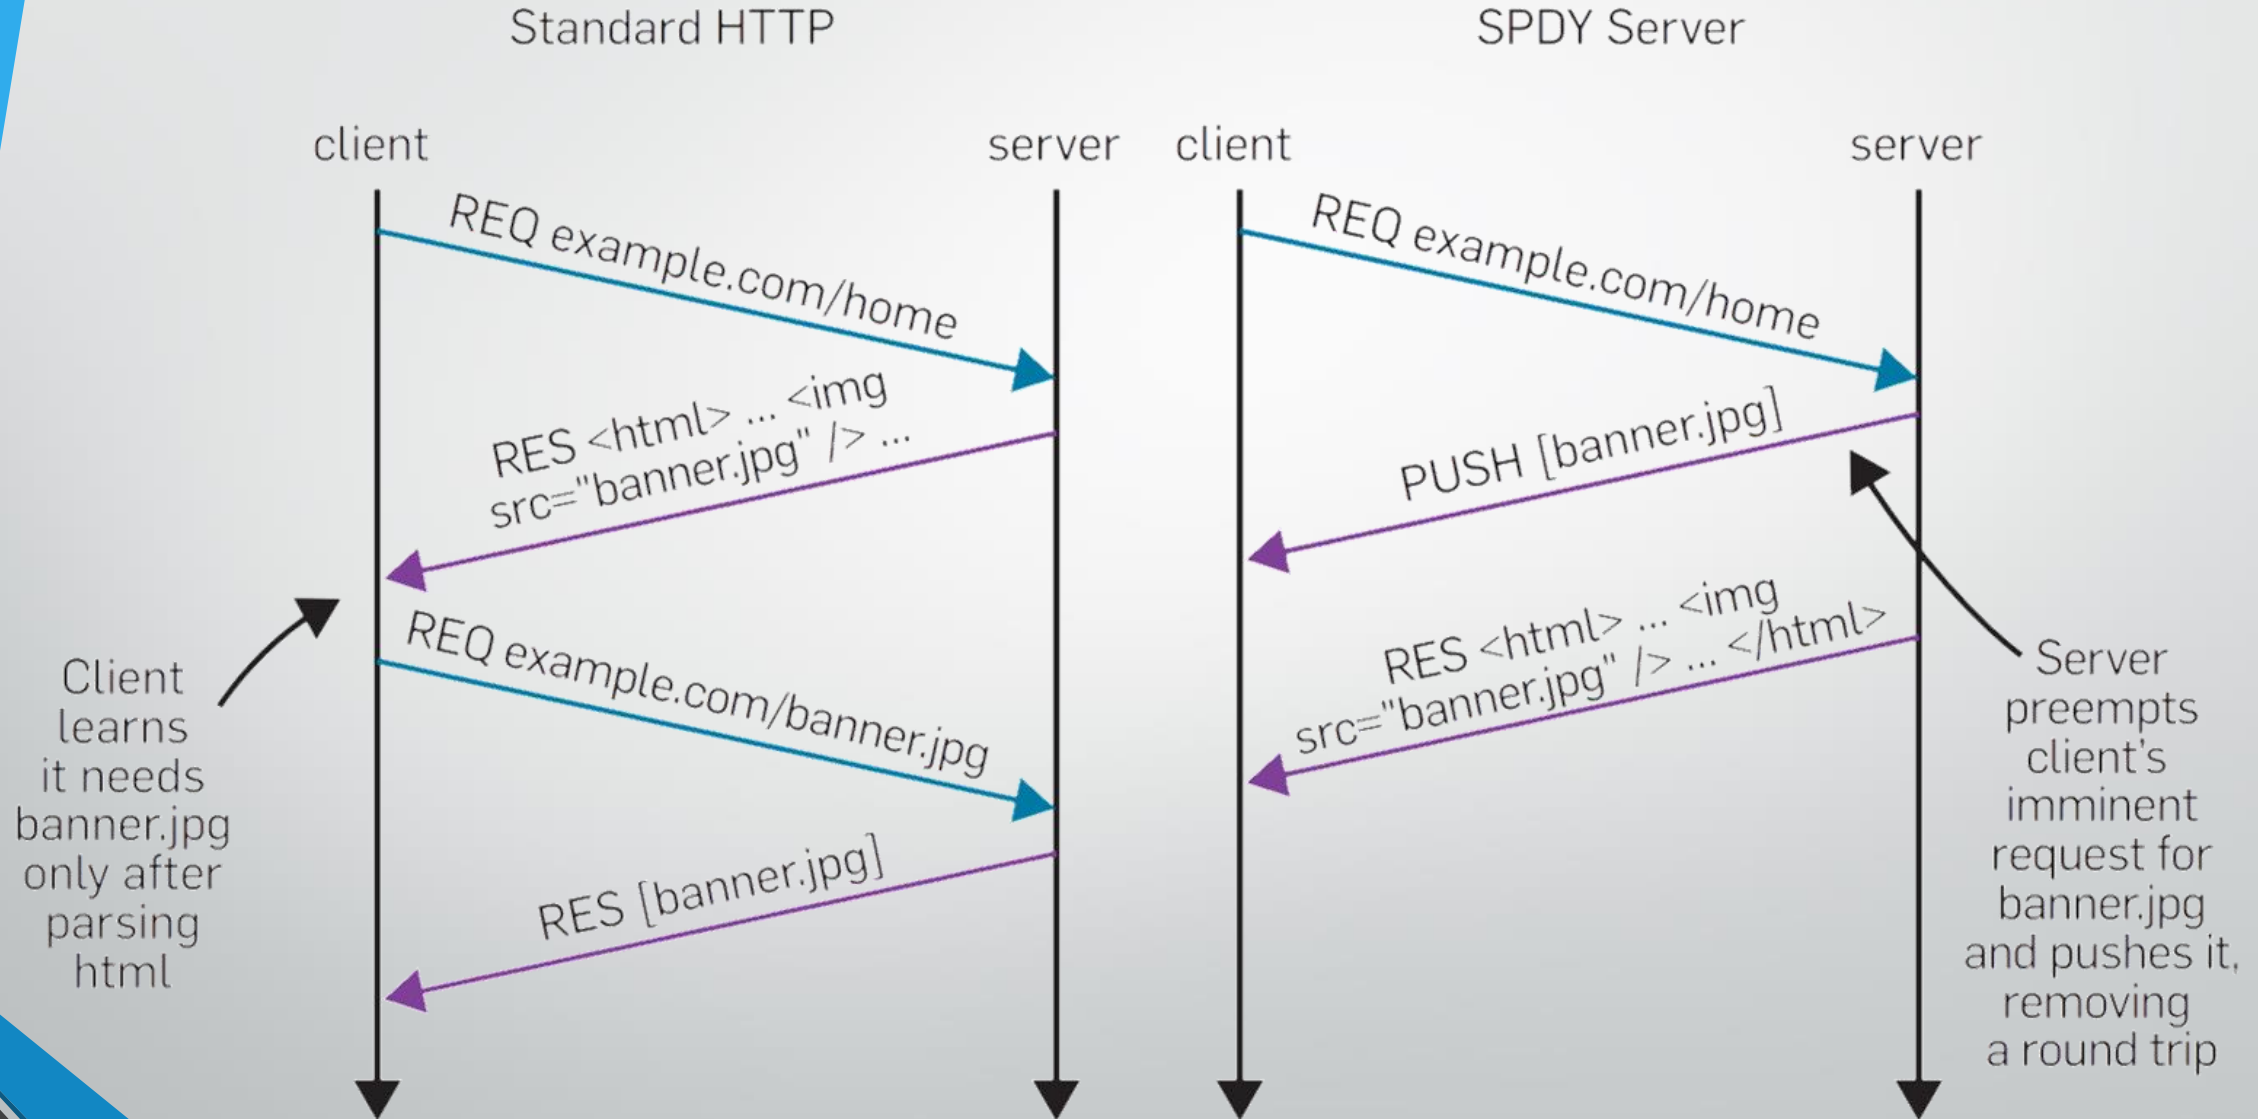 Standard HTTP
client
server
REQ example.com/home
RES <html> ... <img
src="banner.jpg" /> ...
Client
learns
it needs
banner.jpg
only after
parsing
html
REQ example.com/banner.jpg
RES [banner.jpg]
SPDY Server
client
server
REQ example.com/home
PUSH [banner.jpg]
RES <html> ... <img
src="banner.jpg" /> ... </html>
Server
preempts
client’s
imminent
request for
banner.jpg
and pushes it,
removing
a round trip